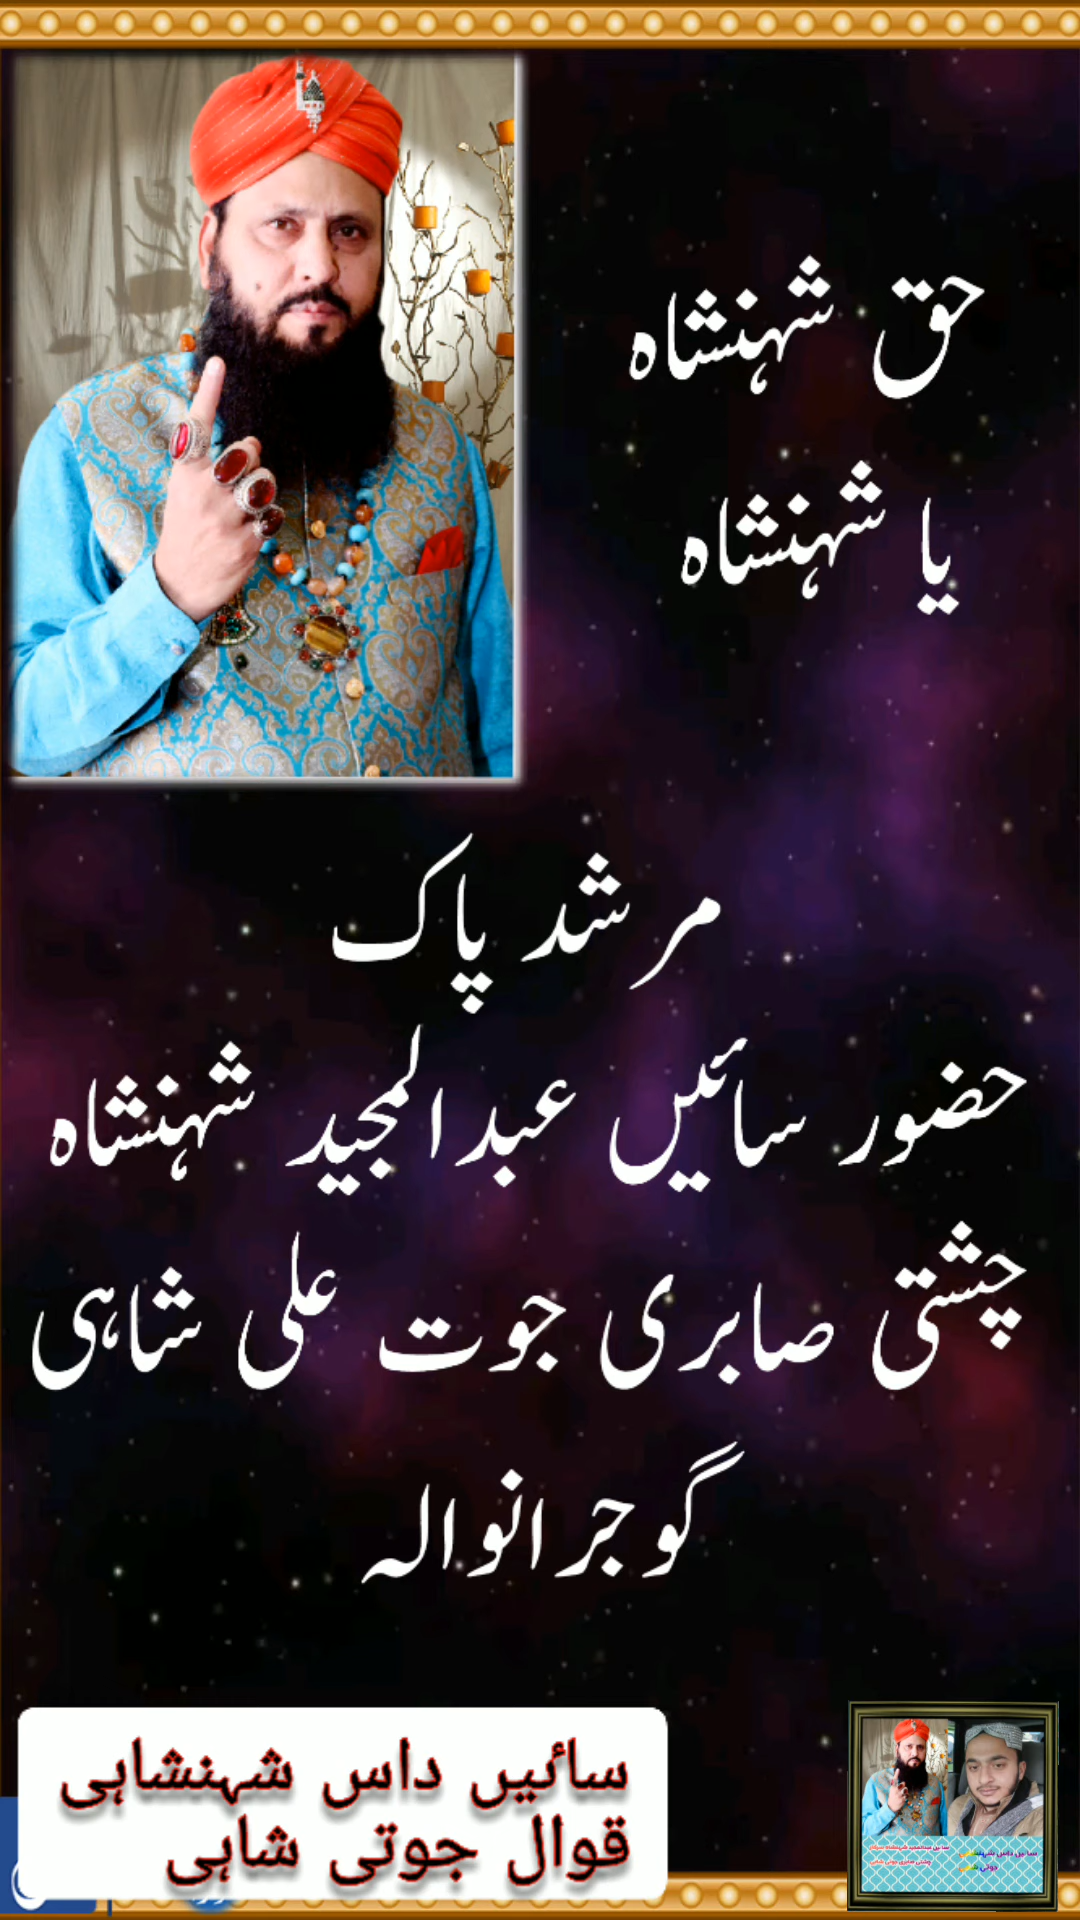 حق شہنشاہ
یا شہنشاہ
مرشد پاک
حضور سائیں عبدالمجید شہنشاہ
چشتی صابری جوت علی شاہی
گوجرانوالہ
سائیں داس شہنشاہی
قوال جوتی شاہی